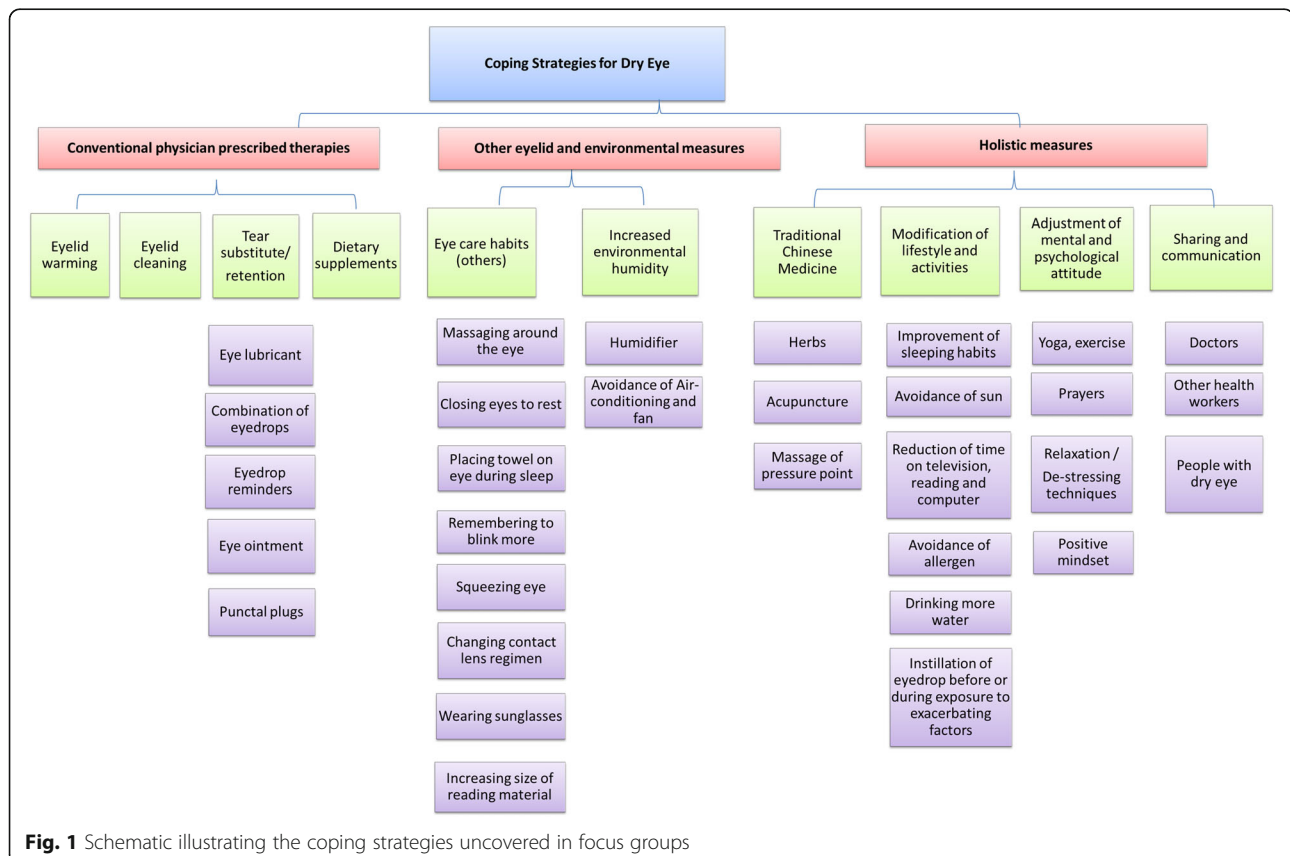 Coping Strategies for Dry Eye
Conventional physician prescribed therapies
Other eyelid and environmental measures
Holistic measures
Eyelid
warming
Eyelid
cleaning
Tear
substitute/
retention
Dietary
supplements
Eye care habits
(others)
Increased
environmental
humidity
Traditional
Chinese
Medicine
Modification of
lifestyle and
activities
Adjustment of
mental and
psychological
attitude
Sharing and
communication
Eye lubricant
Combination of
eyedrops
Eyedrop
reminders
Eye ointment
Punctal plugs
Massaging around
the eye
Closing eyes to rest
Placing towel on
eye during sleep
Remembering to
blink more
Squeezing eye
Changing contact
lens regimen
Wearing sunglasses
Increasing size of
reading material
Humidifier
Avoidance of Air-
conditioning and
fan
Herbs
Acupuncture
Massage of
pressure point
Improvement of
sleeping habits
Avoidance of sun
Reduction of time
on television,
reading and
computer
Avoidance of
allergen
Drinking more
water
Instillation of
eyedrop before or
during exposure to
exacerbating
factors
Yoga, exercise
Prayers
Relaxation /
De-stressing
techniques
Positive
mindset
Doctors
Other health
workers
People with
dry eye
Fig. 1 Schematic illustrating the coping strategies uncovered in focus groups